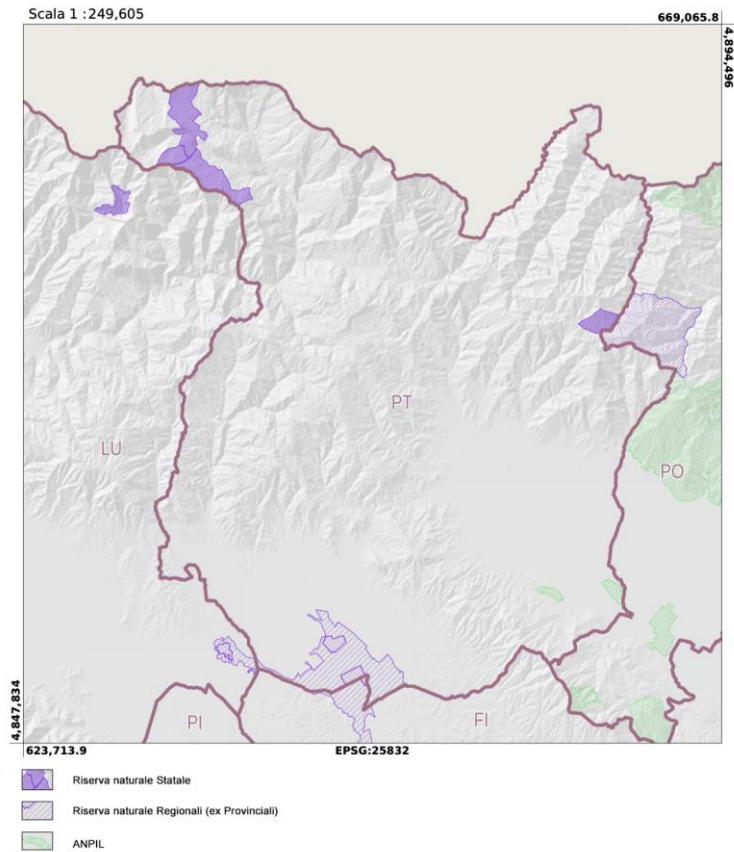 Scala 1 :249,605
669,065.8
4,894,496
PT
LU
PO
PI
FI
4,847,834
623,713.9
EPSG:25832
Riserva naturale Statale
Riserva naturale Regionali (ex Provinciali)
ANPIL